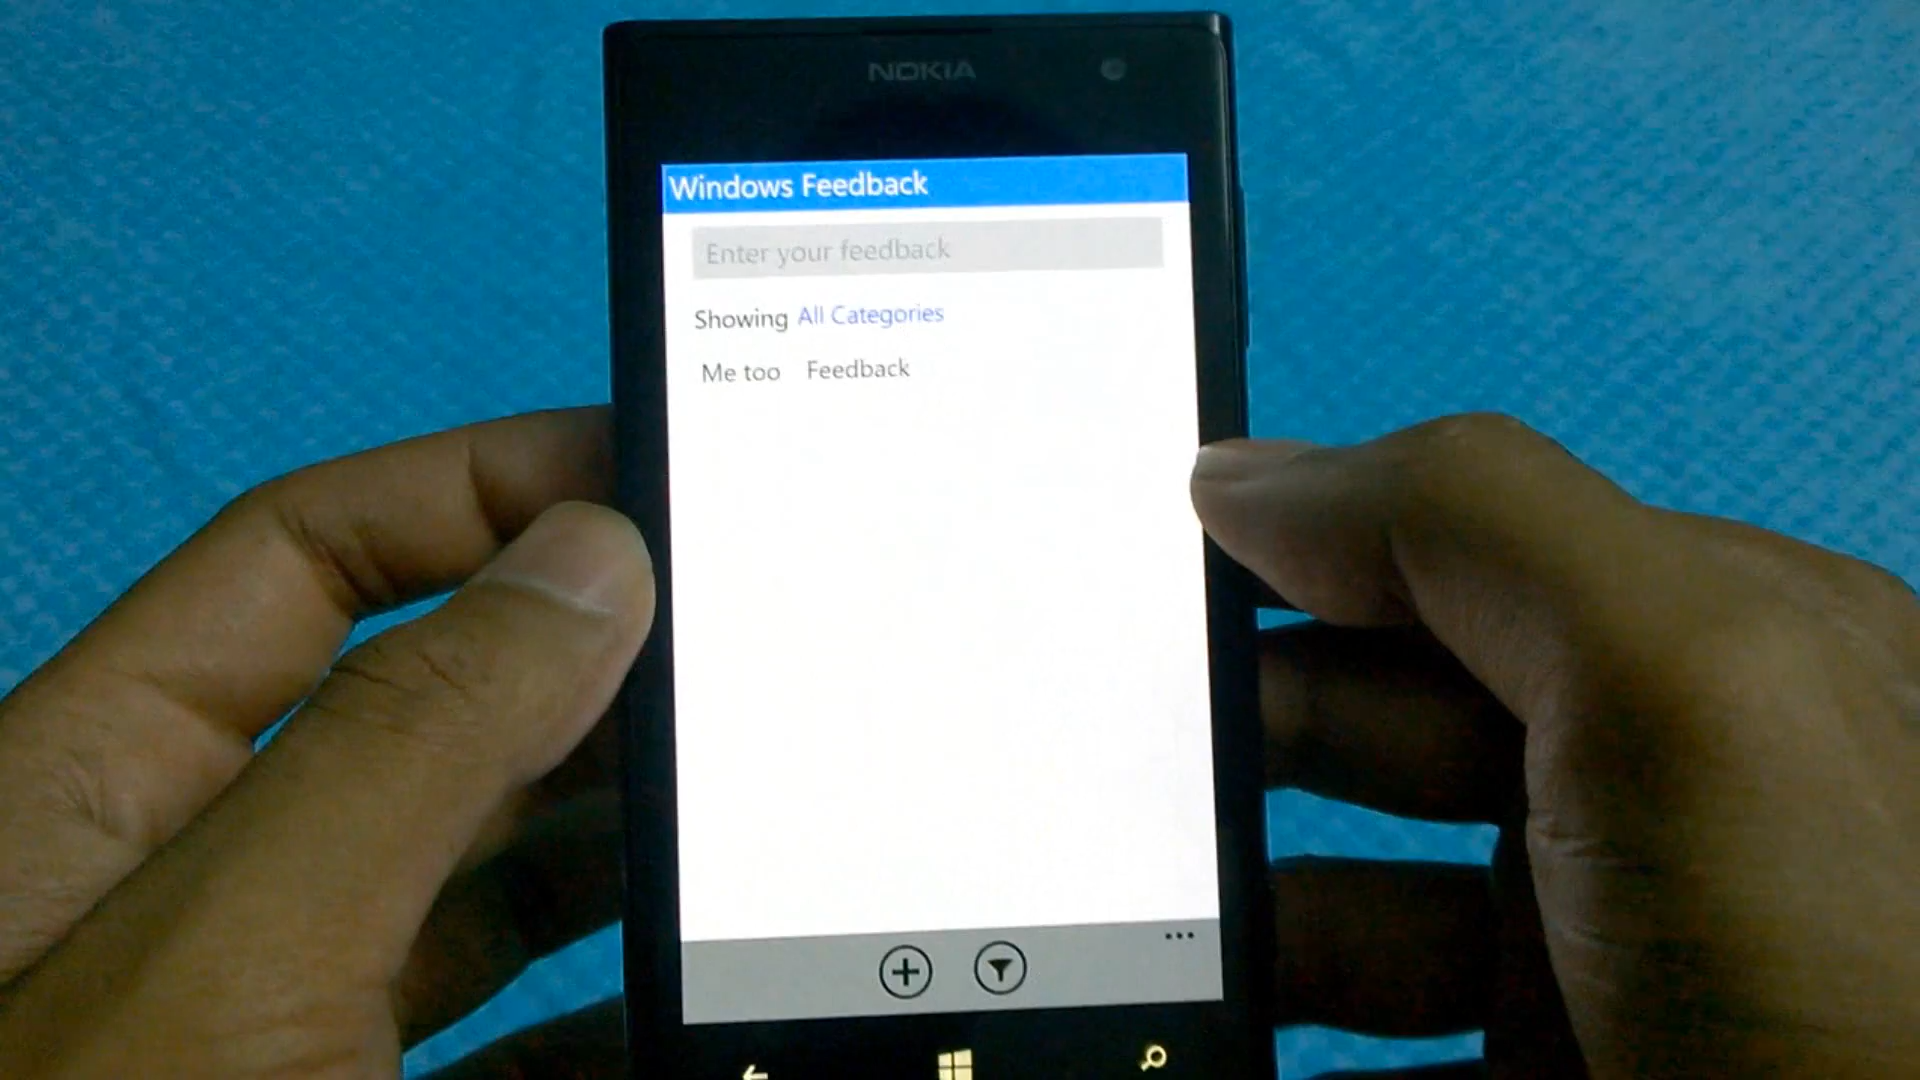 NOKIA
Windows Feedback
Enter your feedback
Showing All Categories
Me too Feedback